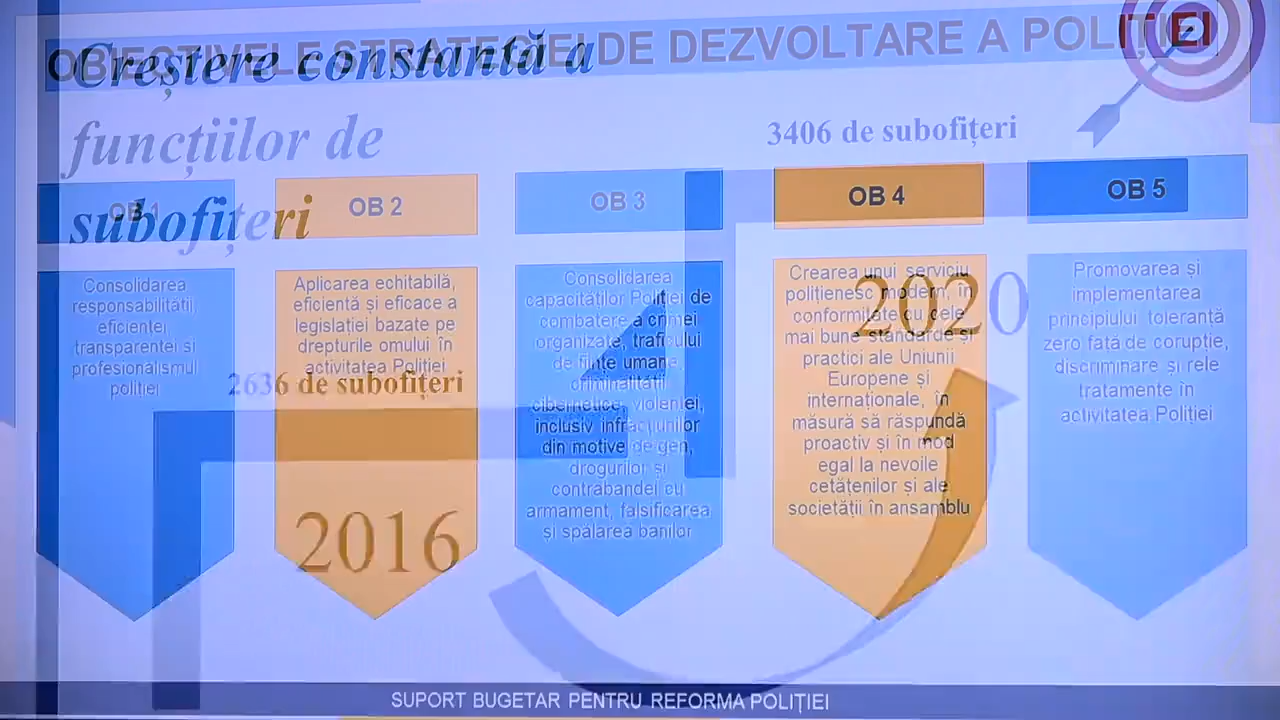 OBIECTIVELE STRATEGIEI DE DEZVOLTARE A POLIȚIEI
Creștere constantă a
funcțiilor de
subofițeri
3406 de subofițeri
OB 1
OB 2
OB 3
OB 4
OB 5
Consolidarea
responsabilității,
eficienței,
transparenței și
profesionalismul
poliției
Aplicarea echitabilă,
eficientă și eficace a
legislației bazate pe
drepturile omului în
activitatea Poliției
Consolidarea
capacităților Poliției de
combatere a crimei
organizate, traficului
de ființe umane,
criminalității
cibernetice, violenței,
inclusiv infracțiunilor
din motive de gen,
drogurilor și
contrabandei cu
armament, falsificarea
și spălarea banilor
Crearea unui serviciu
polițienesc modern, în
conformitate cu cele
mai bune standarde și
practici ale Uniunii
Europene și
internaționale, în
măsură să răspundă
proactiv și în mod
egal la nevoile
cetățenilor și ale
societății în ansamblu
Promovarea și
implementarea
principiului toleranță
zero față de corupție,
discriminare și rele
tratamente în
activitatea Poliției
2020
2636 de subofițeri
2016
SUPORT BUGETAR PENTRU REFORMA POLIȚIEI